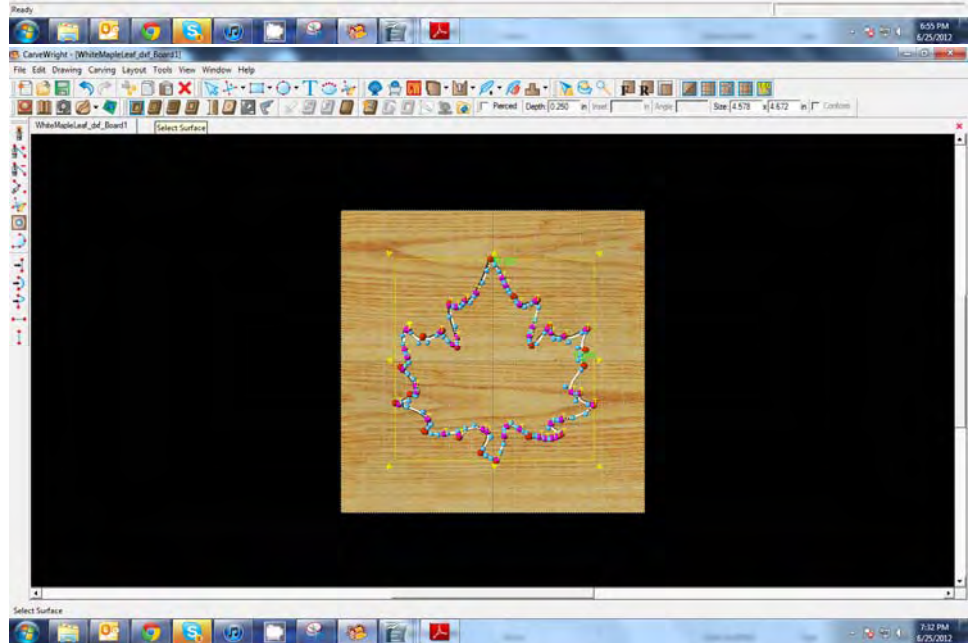 Ready
6:55 PM
6/25/2012
CarveWright - [WhiteMapleLeaf_dxf_Board1]
File Edit Drawing Carving Layout Tools View Window Help
Pierced Depth 0.250 in Inset in Angle Size 4.578 x 4.672 in Conform
WhiteMapleLeaf_dxf_Board1
Select Surface
Select Surface
7:32 PM
6/25/2012